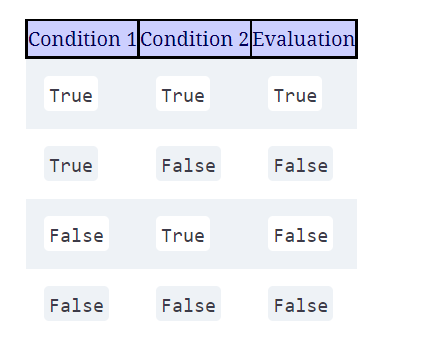 Condition 1 Condition 2 Evaluation
True True True
True False False
False True False
False False False